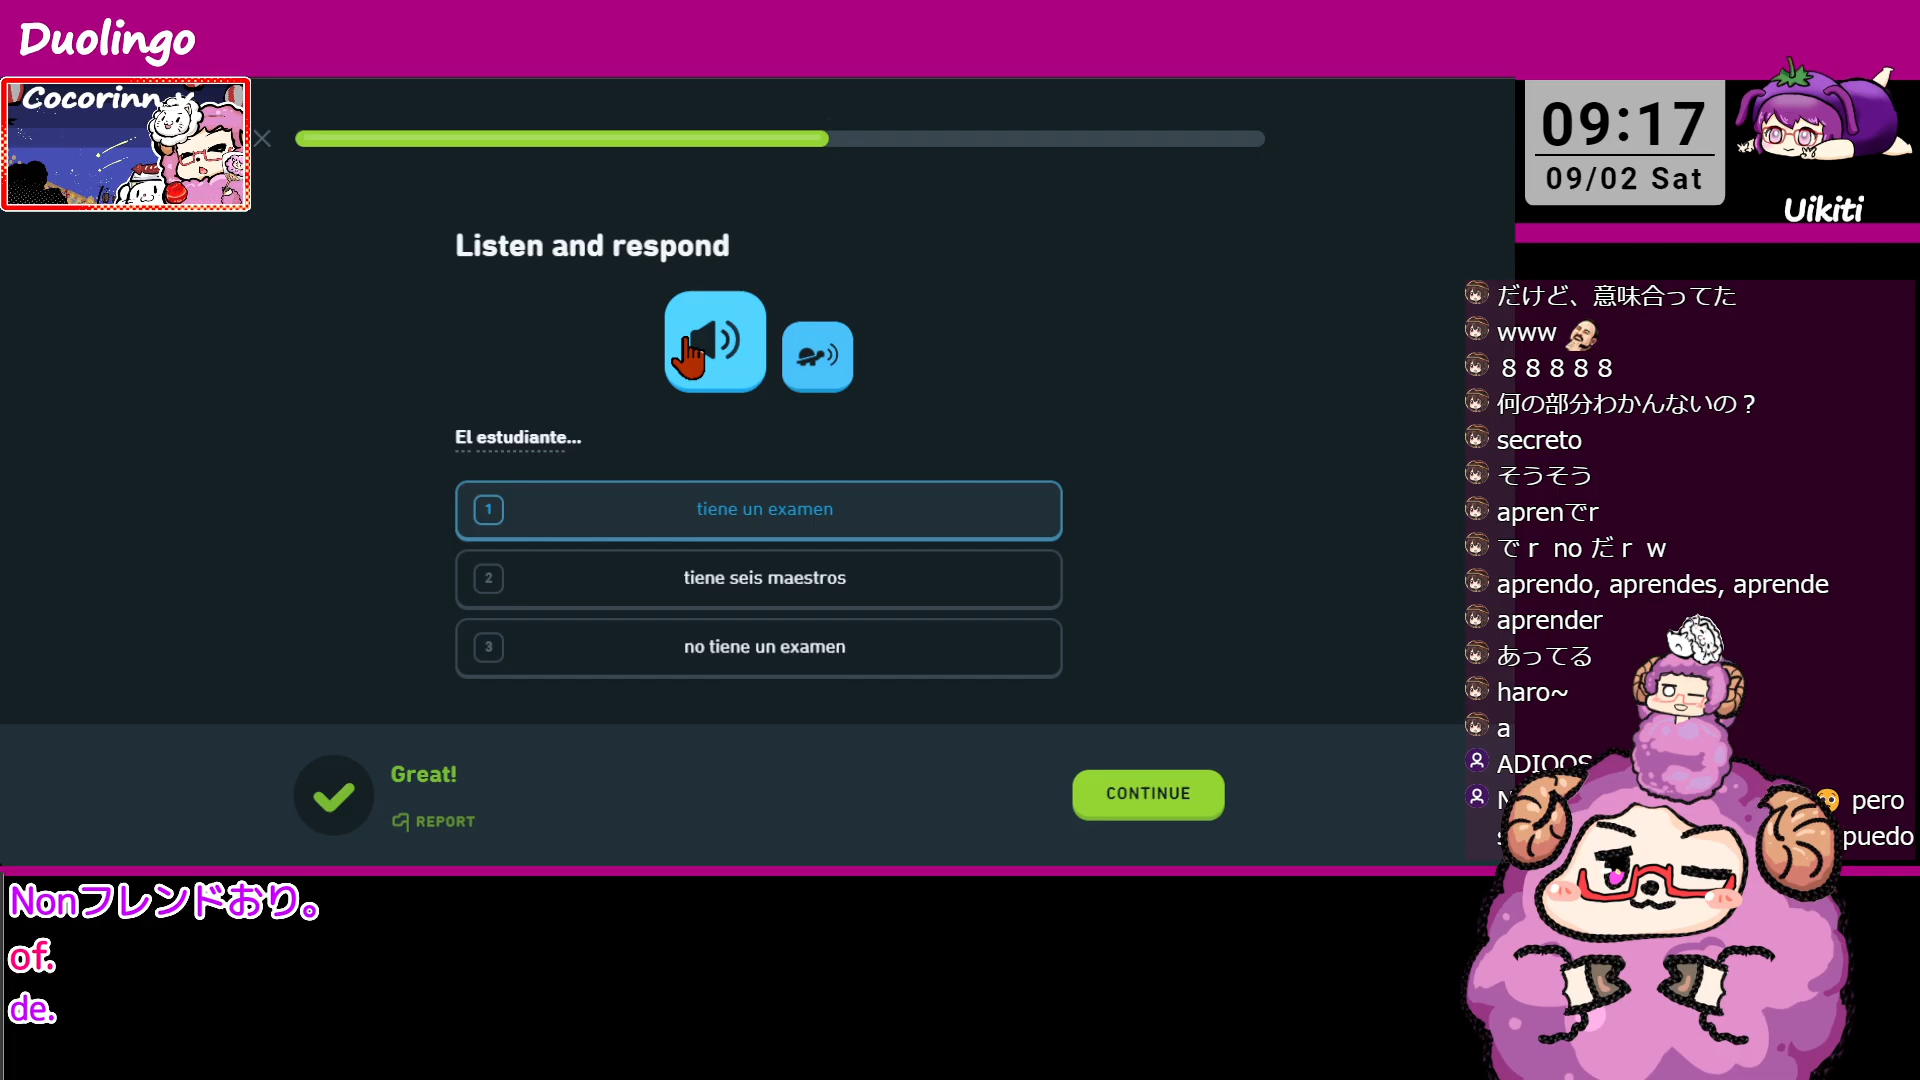 Duolingo
Cocorinn
09:17
09/02 Sat
Uikiti
Listen and respond
El estudiante...
1 tiene un examen
2 tiene seis maestros
3 no tiene un examen
Great!
REPORT
CONTINUE
だけど、意味合ってた
www
８８８８８
何の部分わかんないの？
secreto
そうそう
aprenでr
でｒ no だｒ w
aprendo, aprendes, aprende
aprender
あってる
haro~
a
ADIOOS
pero
puedo
Nonフレンドおり。
of.
de.